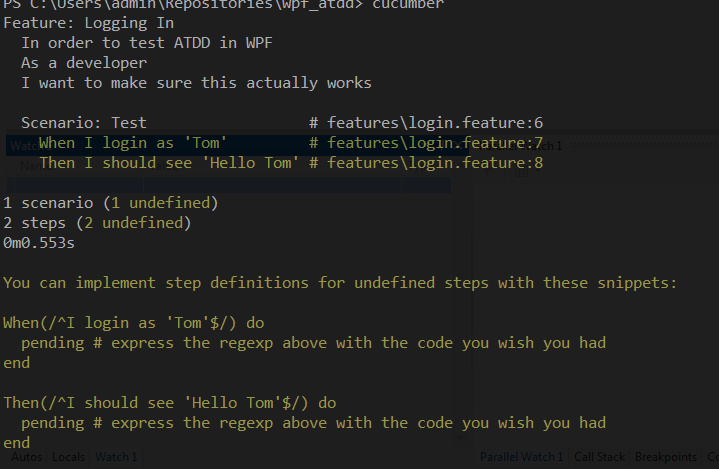 PS C:\Users\admin\Repositories\wpf_atdd> cucumber
Feature: Logging In
  In order to test ATDD in WPF
  As a developer
  I want to make sure this actually works

  Scenario: Test                  # features\login.feature:6
    When I login as 'Tom'         # features\login.feature:7
    Then I should see 'Hello Tom' # features\login.feature:8

1 scenario (1 undefined)
2 steps (2 undefined)
0m0.553s

You can implement step definitions for undefined steps with these snippets:

When(/^I login as 'Tom'$/) do
  pending # express the regexp above with the code you wish you had
end

Then(/^I should see 'Hello Tom'$/) do
  pending # express the regexp above with the code you wish you had
end
Autos Locals Watch 1 Parallel Watch 1 Call Stack Breakpoints